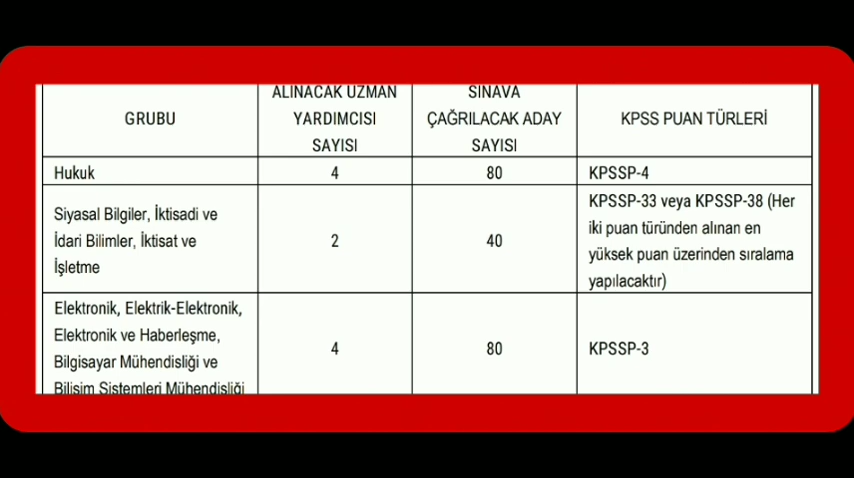 GRUBU
ALINACAK UZMAN
YARDIMCISI
SAYISI
SINAVA
ÇAĞRILACAK ADAY
SAYISI
KPSS PUAN TÜRLERİ
Hukuk
4
80
KPSSP-4
Siyasal Bilgiler, İktisadi ve
İdari Bilimler, İktisat ve
İşletme
2
40
KPSSP-33 veya KPSSP-38 (Her
iki puan türünden alınan en
yüksek puan üzerinden sıralama
yapılacaktır)
Elektronik, Elektrik-Elektronik,
Elektronik ve Haberleşme,
Bilgisayar Mühendisliği ve
Bilişim Sistemleri Mühendisliği
4
80
KPSSP-3